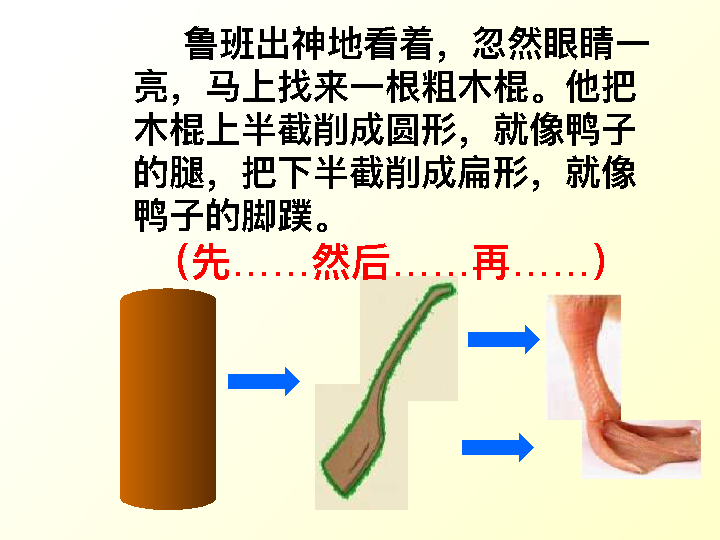 鲁班出神地看着，忽然眼睛一
亮，马上找来一根粗木棍。他把
木棍上半截削成圆形，就像鸭子
的腿，把下半截削成扁形，就像
鸭子的脚蹼。
（先……然后……再……）